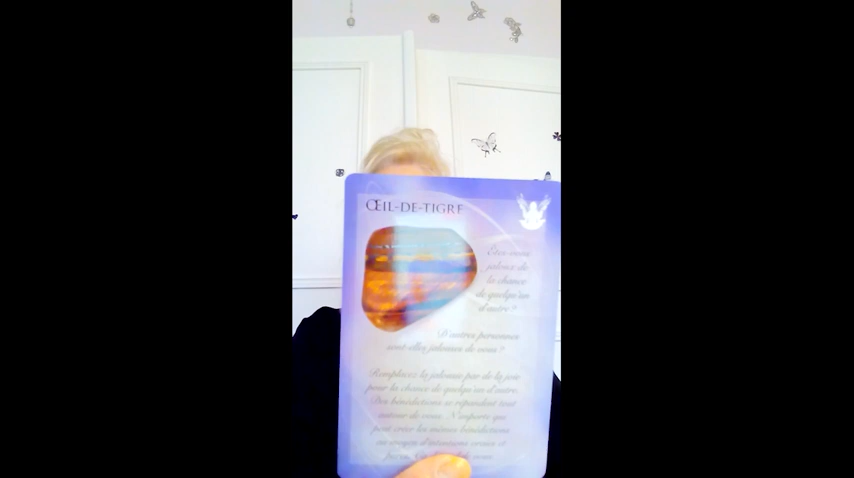 ŒIL-DE-TIGRE
Êtes-vous
jaloux de
la chance
de quelqu'un
d'autre ?
D'autres personnes
sont-elles jalouses de vous ?
Remplacez la jalousie par de la joie
pour la chance de quelqu'un d'autre.
Des bénédictions se répandent tout
autour de vous. N'importe qui
peut créer les mêmes bénédictions
au moyen d'intentions
de vous